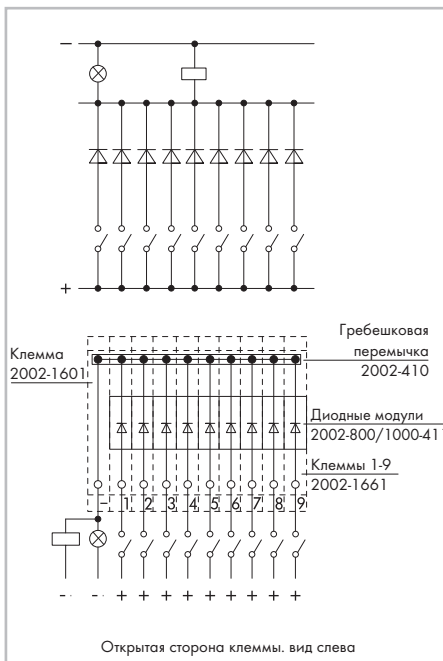 −
+
Клемма
2002-1601
Гребешковая
перемычка
2002-410
Диодные модули
2002-800/1000-411
Клеммы 1-9
2002-1661
− 1 2 3 4 5 6 7 8 9
- - + + + + + + + + +
Открытая сторона клеммы. вид слева